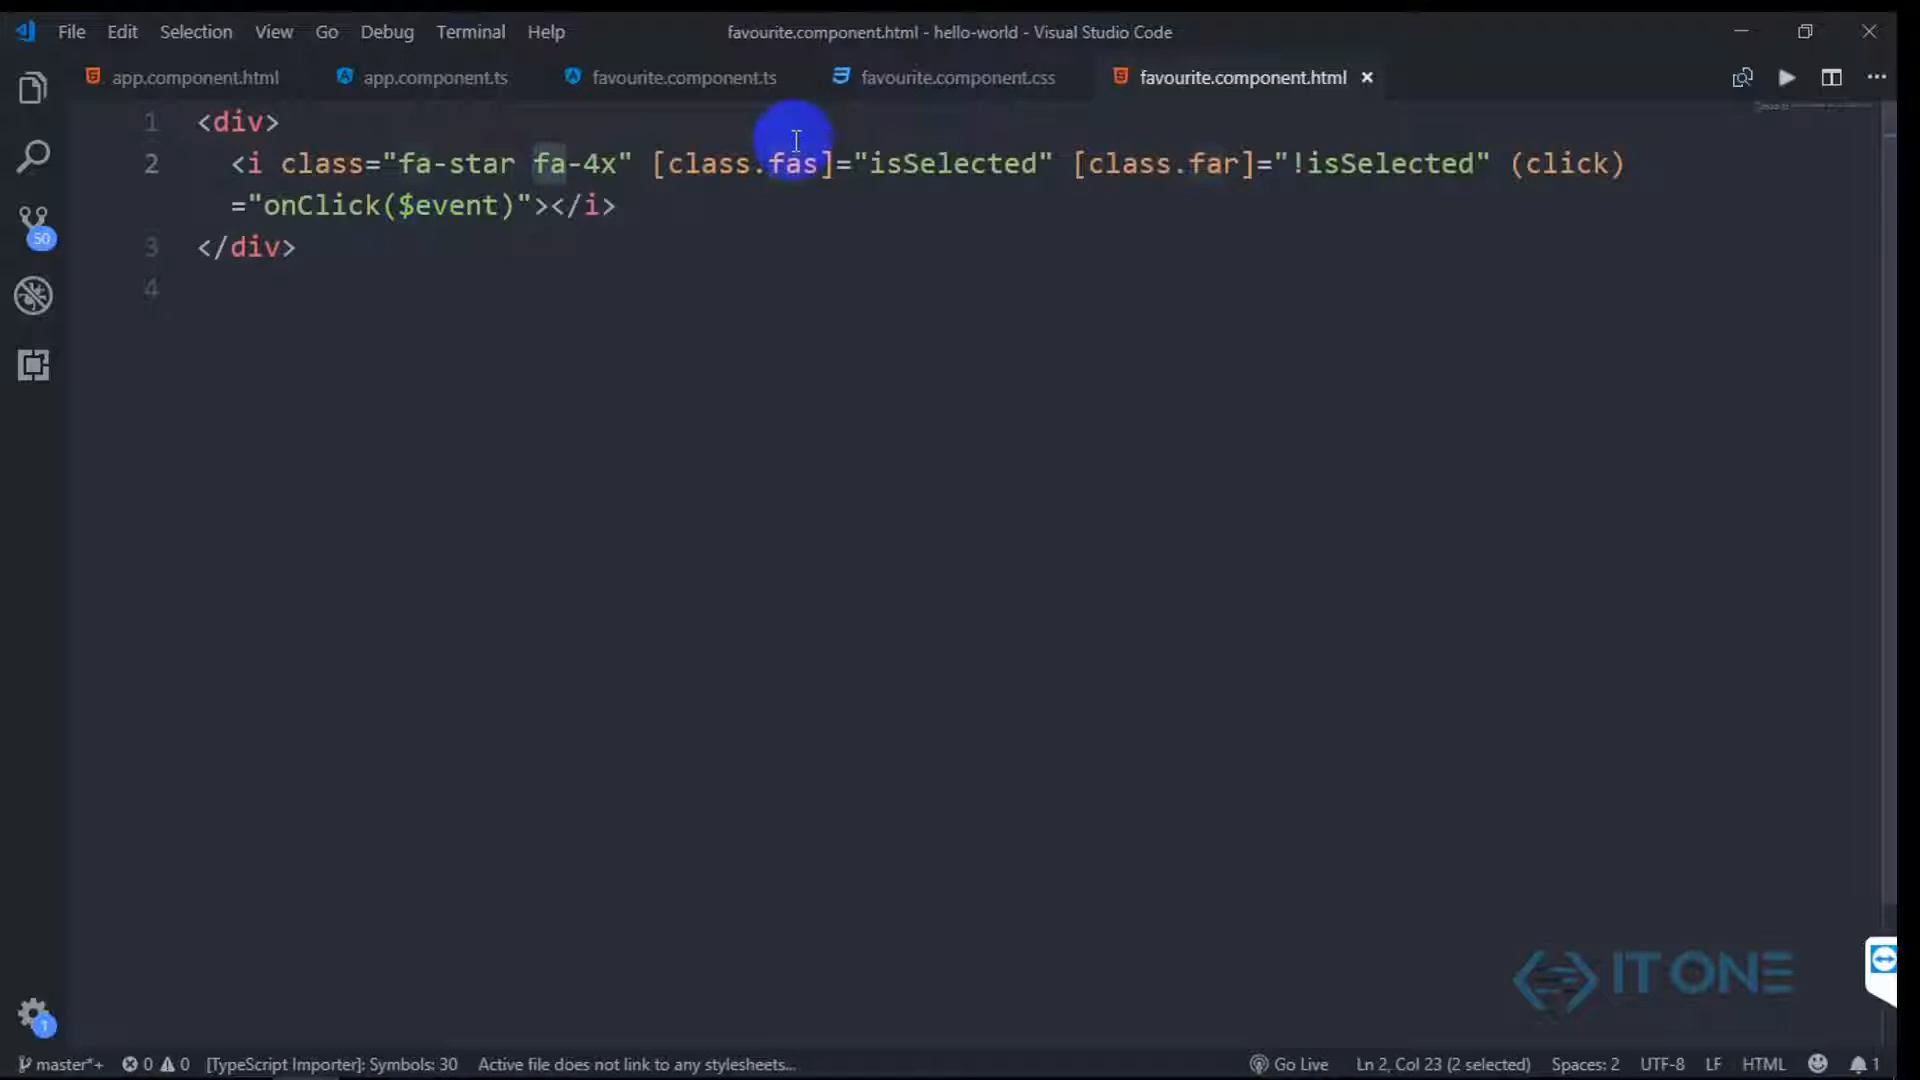 File Edit Selection View Go Debug Terminal Help favourite.component.html - hello-world - Visual Studio Code
app.component.html app.component.ts favourite.component.ts favourite.component.css favourite.component.html
1 <div>
2 <i class="fa-star fa-4x" [class.fas]="isSelected" [class.far]="!isSelected" (click)
="onClick($event)"></i>
3 </div>
4
50
IT ONE
1
master*+ 0 0 [TypeScript Importer]: Symbols: 30 Active file does not link to any stylesheets... Go Live Ln 2, Col 23 (2 selected) Spaces: 2 UTF-8 LF HTML 1